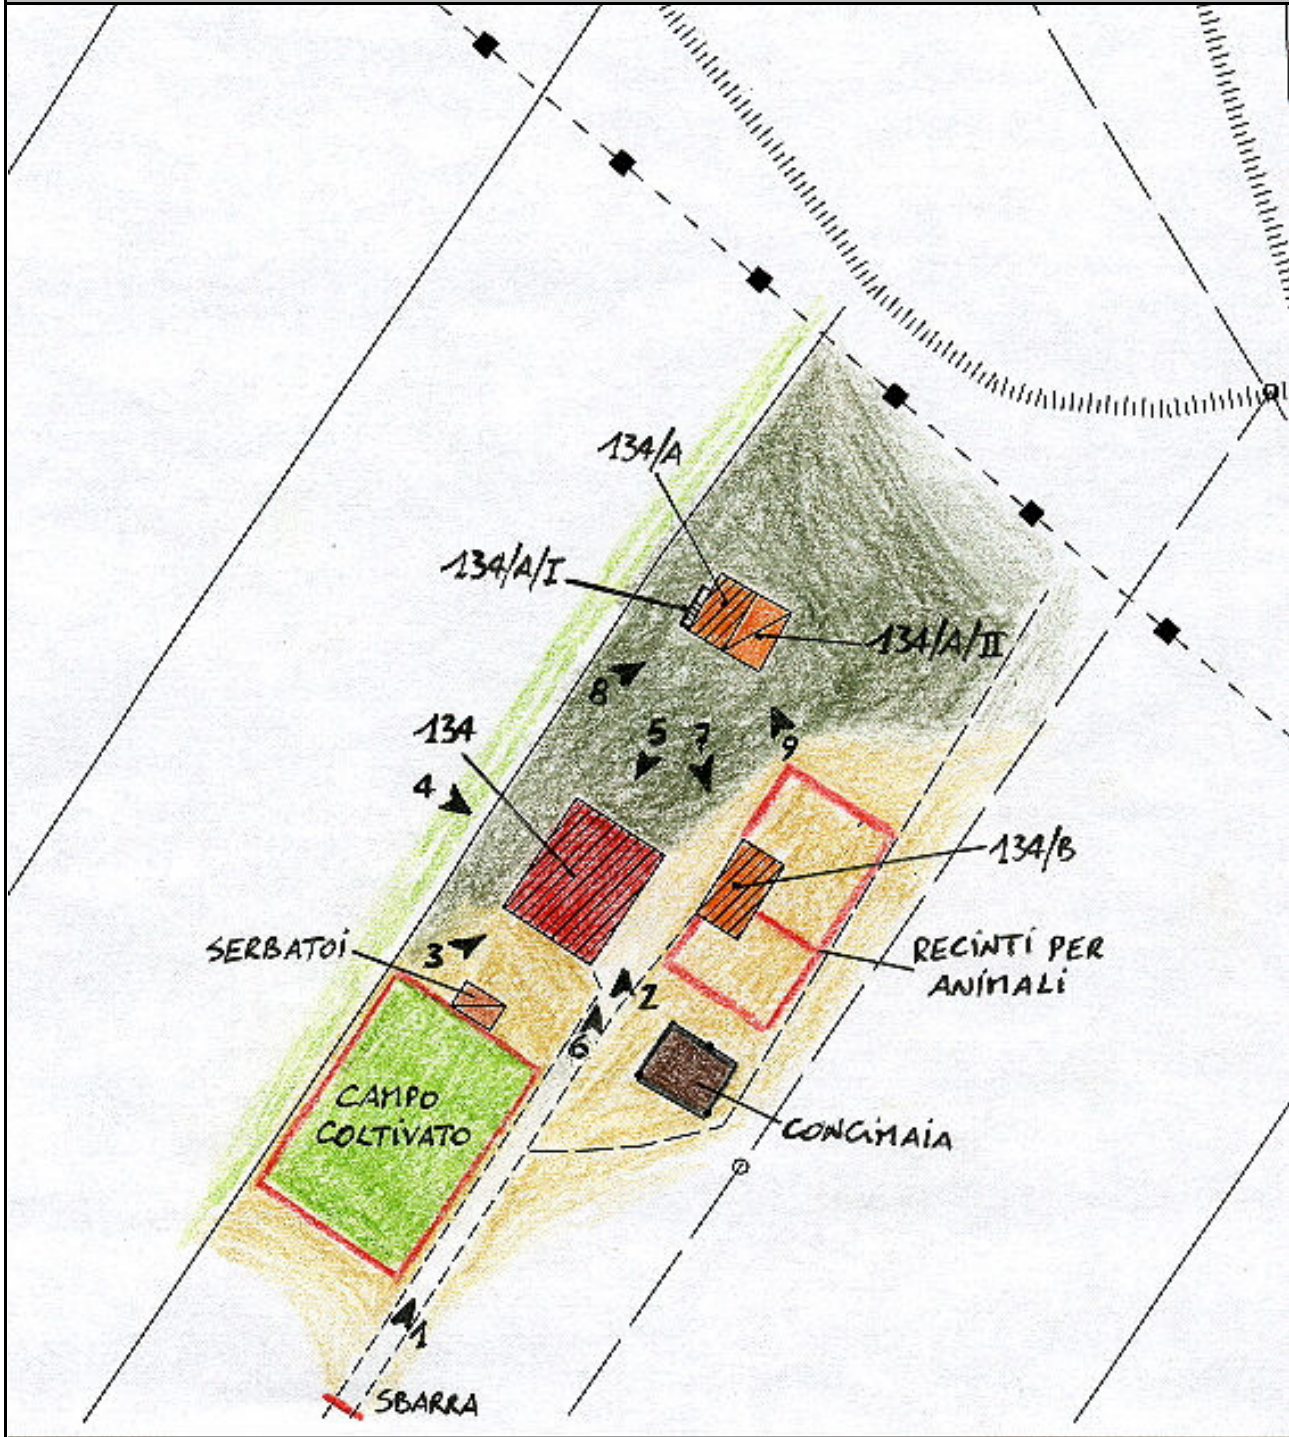 134/A
134/A/I
134/A/II
8
134
5
7
9
4
134/B
SERBATOI
3
RECINTI PER
ANIMALI
2
6
CAMPO
COLTIVATO
CONCIMAIA
1
SBARRA